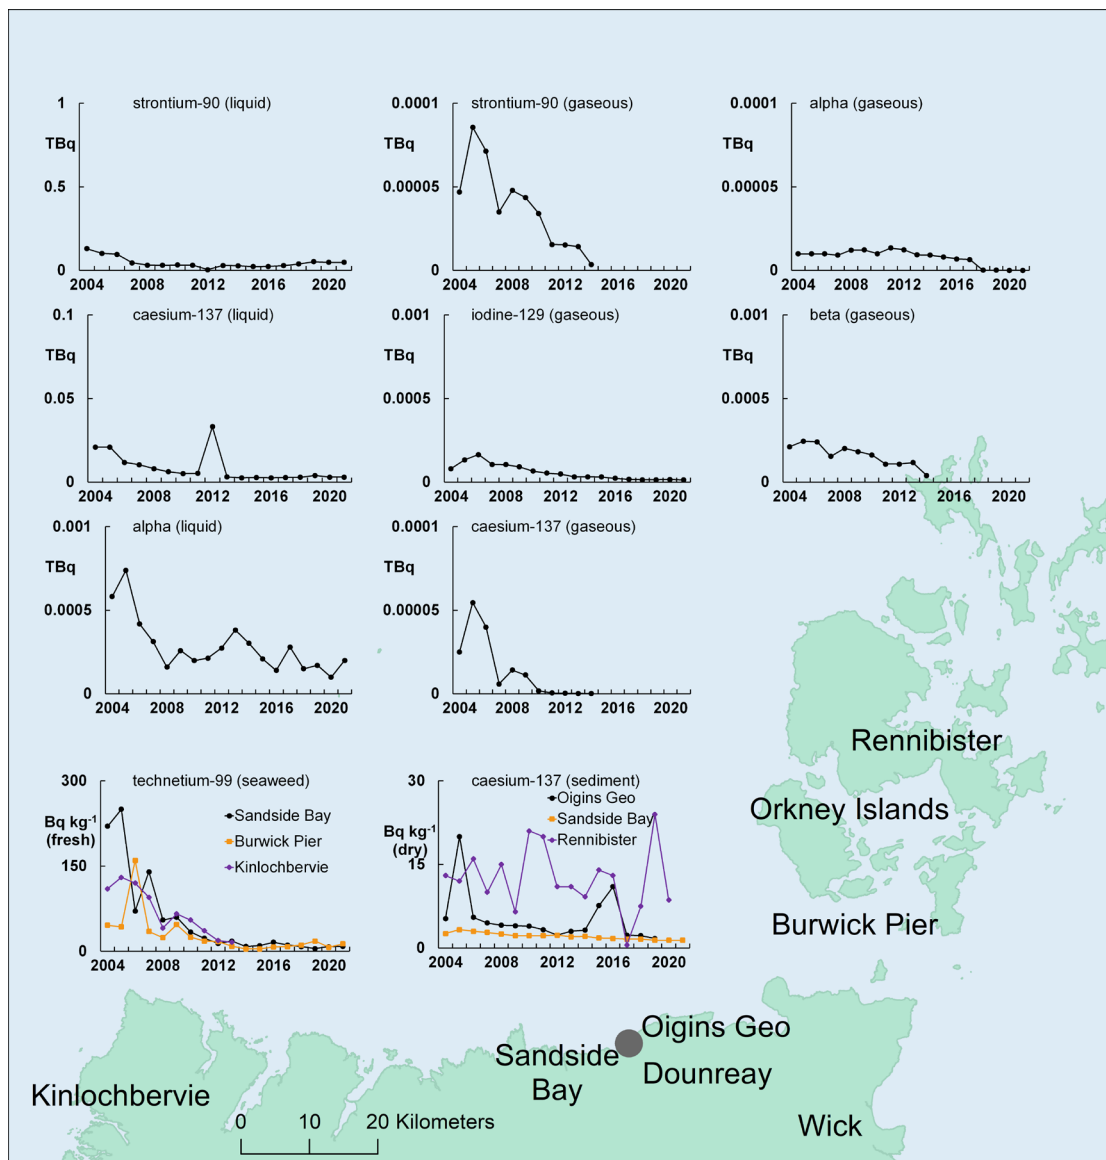 strontium-90 (liquid)
1
TBq
0.5
0
2004 2008 2012 2016 2020
strontium-90 (gaseous)
0.0001
TBq
0.00005
0
2004 2008 2012 2016 2020
alpha (gaseous)
0.0001
TBq
0.00005
0
2004 2008 2012 2016 2020
caesium-137 (liquid)
0.1
TBq
0.05
0
2004 2008 2012 2016 2020
iodine-129 (gaseous)
0.001
TBq
0.0005
0
2004 2008 2012 2016 2020
beta (gaseous)
0.001
TBq
0.0005
0
2004 2008 2012 2016 2020
alpha (liquid)
0.001
TBq
0.0005
0
2004 2008 2012 2016 2020
caesium-137 (gaseous)
0.0001
TBq
0.00005
0
2004 2008 2012 2016 2020
technetium-99 (seaweed)
300
Bq kg-1
(fresh)
150
0
Sandside Bay
Burwick Pier
Kinlochbervie
2004 2008 2012 2016 2020
caesium-137 (sediment)
30
Bq kg-1
(dry)
15
0
Oigins Geo
Sandside Bay
Rennibister
2004 2008 2012 2016 2020
Rennibister
Orkney Islands
Burwick Pier
Oigins Geo
Sandside
Bay
Dounreay
Kinlochbervie
Wick
0 10 20 Kilometers